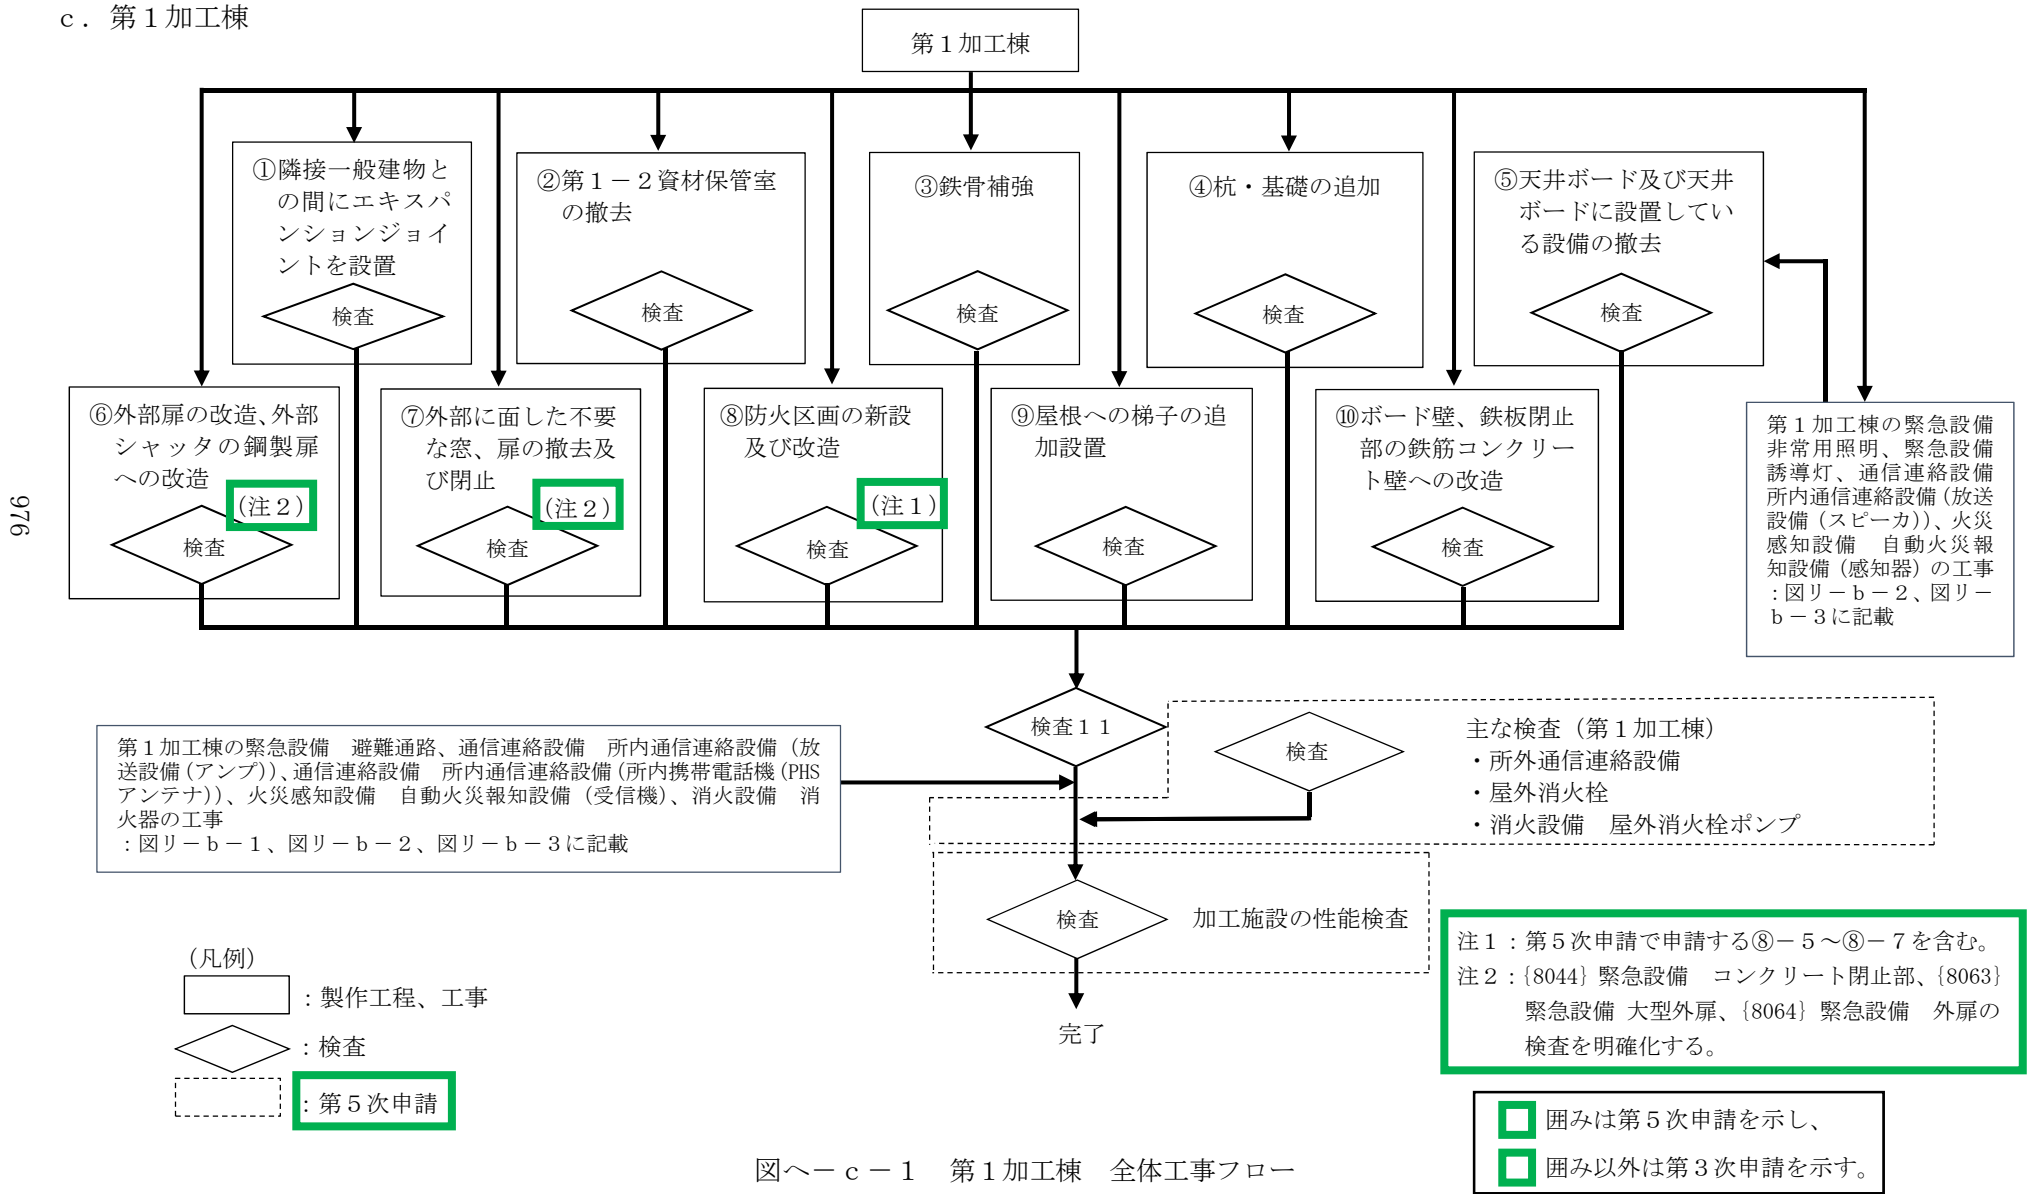 ｃ．第１加工棟
第１加工棟
①隣接一般建物と
の間にエキスパ
ンションジョイ
ントを設置
検査
②第１－２資材保管室
の撤去
検査
③鉄骨補強
検査
④杭・基礎の追加
検査
⑤天井ボード及び天井
ボードに設置してい
る設備の撤去
検査
⑥外部扉の改造、外部
シャッタの鋼製扉
への改造
(注２)
検査
⑦外部に面した不要
な窓、扉の撤去及
び閉止
(注２)
検査
⑧防火区画の新設
及び改造
(注１)
検査
⑨屋根への梯子の追
加設置
検査
⑩ボード壁、鉄板閉止
部の鉄筋コンクリー
ト壁への改造
検査
第１加工棟の緊急設備
非常用照明、緊急設備
誘導灯、通信連絡設備
所内通信連絡設備(放送
設備(スピーカ))、火災
感知設備　自動火災報
知設備(感知器)の工事
：図リ－ｂ－２、図リ－
ｂ－３に記載
976
検査１１
第１加工棟の緊急設備　避難通路、通信連絡設備　所内通信連絡設備（放
送設備(アンプ))、通信連絡設備　所内通信連絡設備(所内携帯電話機(PHS
アンテナ))、火災感知設備　自動火災報知設備（受信機)、消火設備　消
火器の工事
：図リ－ｂ－１、図リ－ｂ－２、図リ－ｂ－３に記載
検査
主な検査（第１加工棟）
・所外通信連絡設備
・屋外消火栓
・消火設備　屋外消火栓ポンプ
検査
加工施設の性能検査
完了
(凡例)
：製作工程、工事
：検査
：第５次申請
注１：第５次申請で申請する⑧－５～⑧－７を含む。
注２：{8044} 緊急設備　コンクリート閉止部、{8063}
緊急設備 大型外扉、{8064} 緊急設備　外扉の
検査を明確化する。
囲みは第５次申請を示し、
囲み以外は第３次申請を示す。
図ヘ－ｃ－１　第１加工棟　全体工事フロー